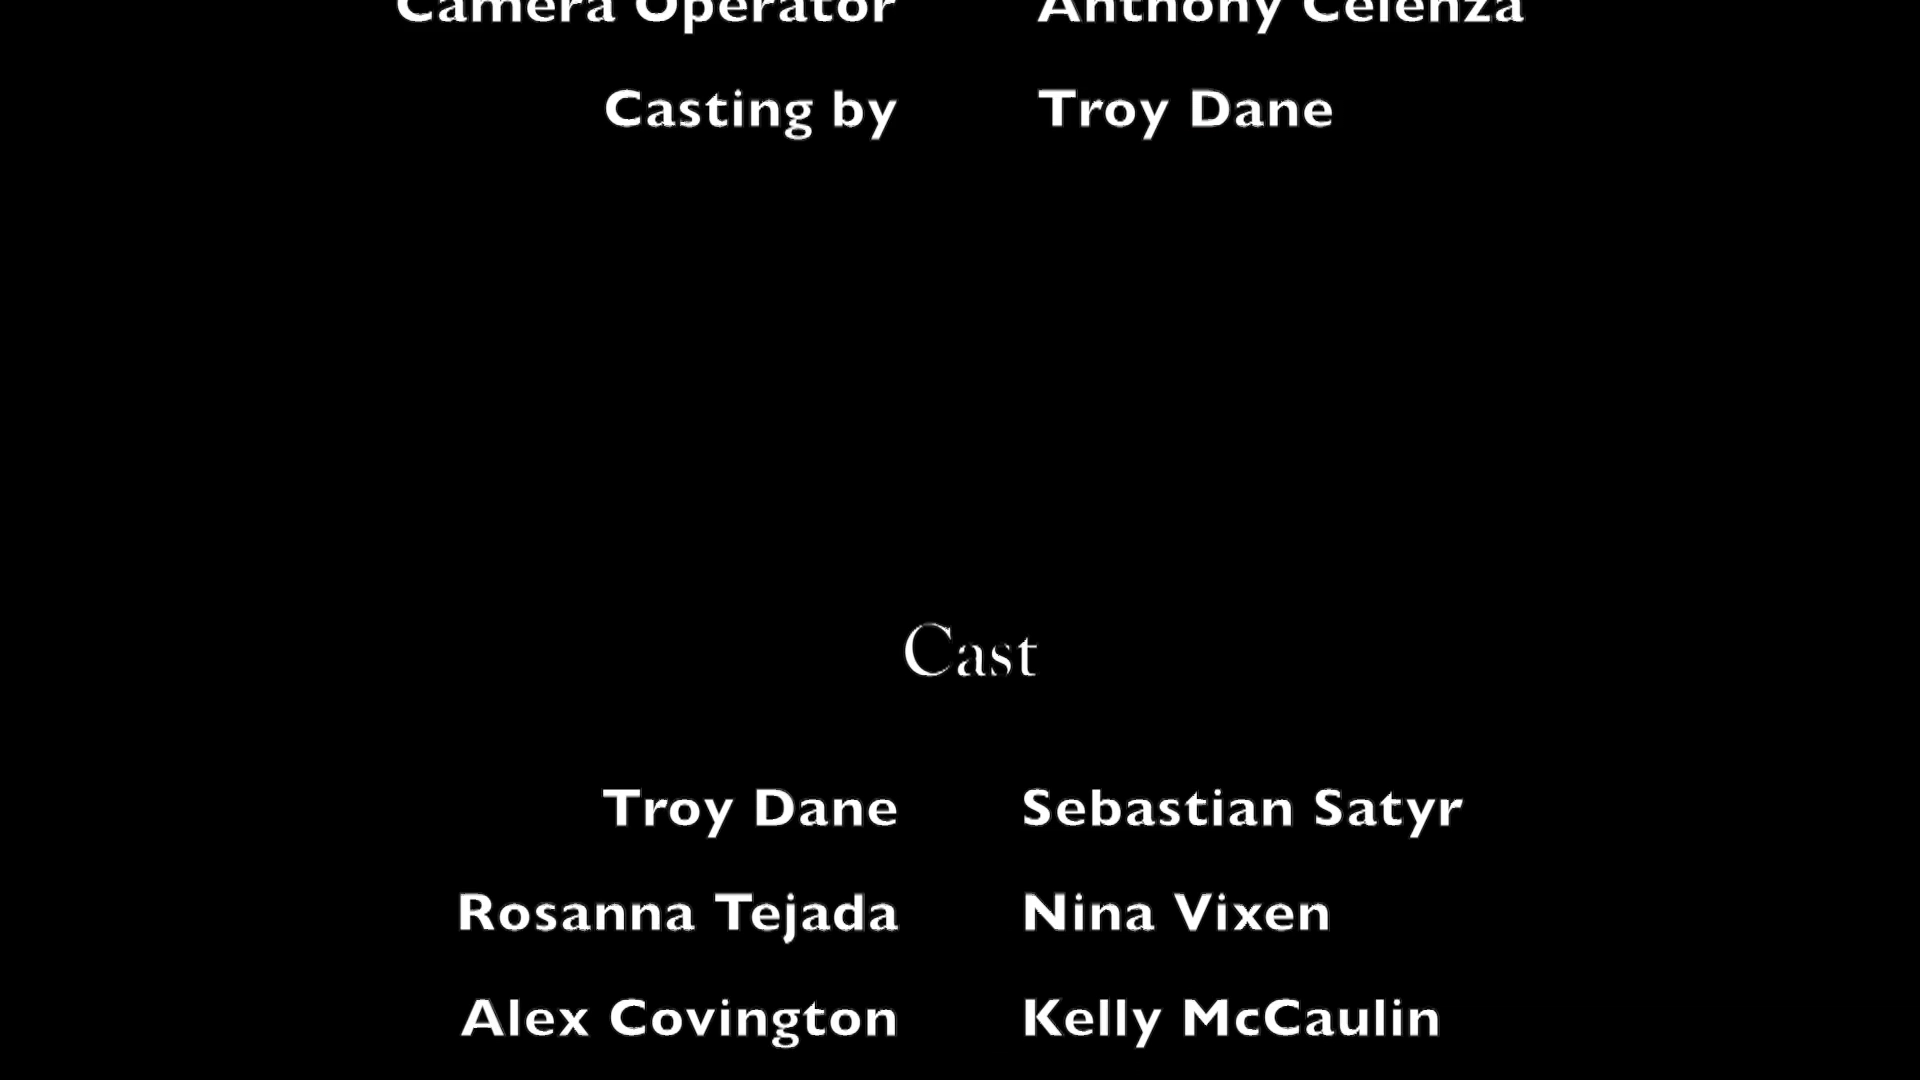 Camera Operator Anthony Celenza
Casting by Troy Dane
Cast
Troy Dane Sebastian Satyr
Rosanna Tejada Nina Vixen
Alex Covington Kelly McCaulin